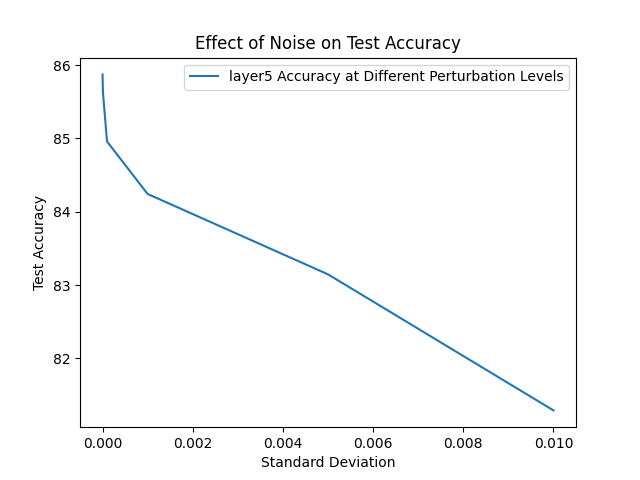 Effect of Noise on Test Accuracy
layer5 Accuracy at Different Perturbation Levels
Test Accuracy
86
85
84
83
82
0.000 0.002 0.004 0.006 0.008 0.010
Standard Deviation